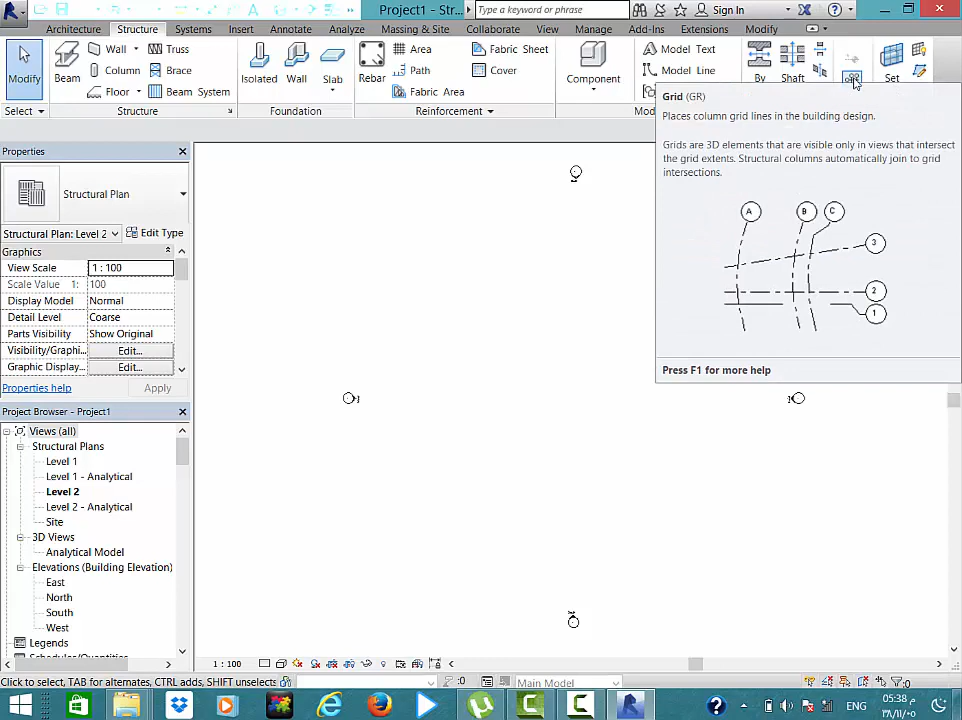 Project1 - Str...
Type a keyword or phrase
Sign In
Architecture Structure Systems Insert Annotate Analyze Massing & Site Collaborate View Manage Add-Ins Extensions Modify
Modify
Beam
Wall
Column
Floor
Truss
Brace
Beam System
Isolated
Wall
Slab
Rebar
Area
Path
Fabric Area
Fabric Sheet
Cover
Component
Model Text
Model Line
By
Shaft
Set
Select
Structure
Foundation
Reinforcement
Grid (GR)
Places column grid lines in the building design.
Grids are 3D elements that are visible only in views that intersect
the grid extents. Structural columns automatically join to grid
intersections.
A B C
3
2
1
Press F1 for more help
Properties
Structural Plan
Structural Plan: Level 2
Edit Type
Graphics
View Scale 1 : 100
Scale Value 1: 100
Display Model Normal
Detail Level Coarse
Parts Visibility Show Original
Visibility/Graphi... Edit...
Graphic Display... Edit...
Properties help
Apply
Project Browser - Project1
Views (all)
Structural Plans
Level 1
Level 1 - Analytical
Level 2
Level 2 - Analytical
Site
3D Views
Analytical Model
Elevations (Building Elevation)
East
North
South
West
Legends
1 : 100
Click to select, TAB for alternates, CTRL adds, SHIFT unselects
:0
Main Model
:0
ENG
05:38 م